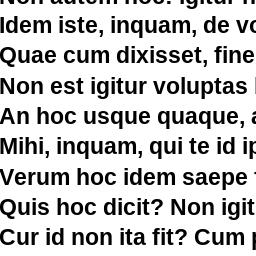 Non autem hoc: igitur n
Idem iste, inquam, de vo
Quae cum dixisset, fine
Non est igitur voluptas
An hoc usque quaque, a
Mihi, inquam, qui te id ip
Verum hoc idem saepe
Quis hoc dicit? Non igit
Cur id non ita fit? Cum p